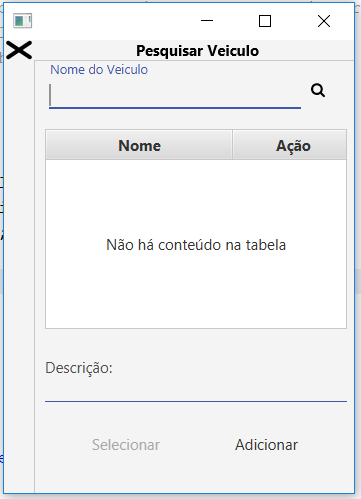 Pesquisar Veiculo
Nome do Veiculo
Nome Ação
Não há conteúdo na tabela
Descrição:
Selecionar Adicionar